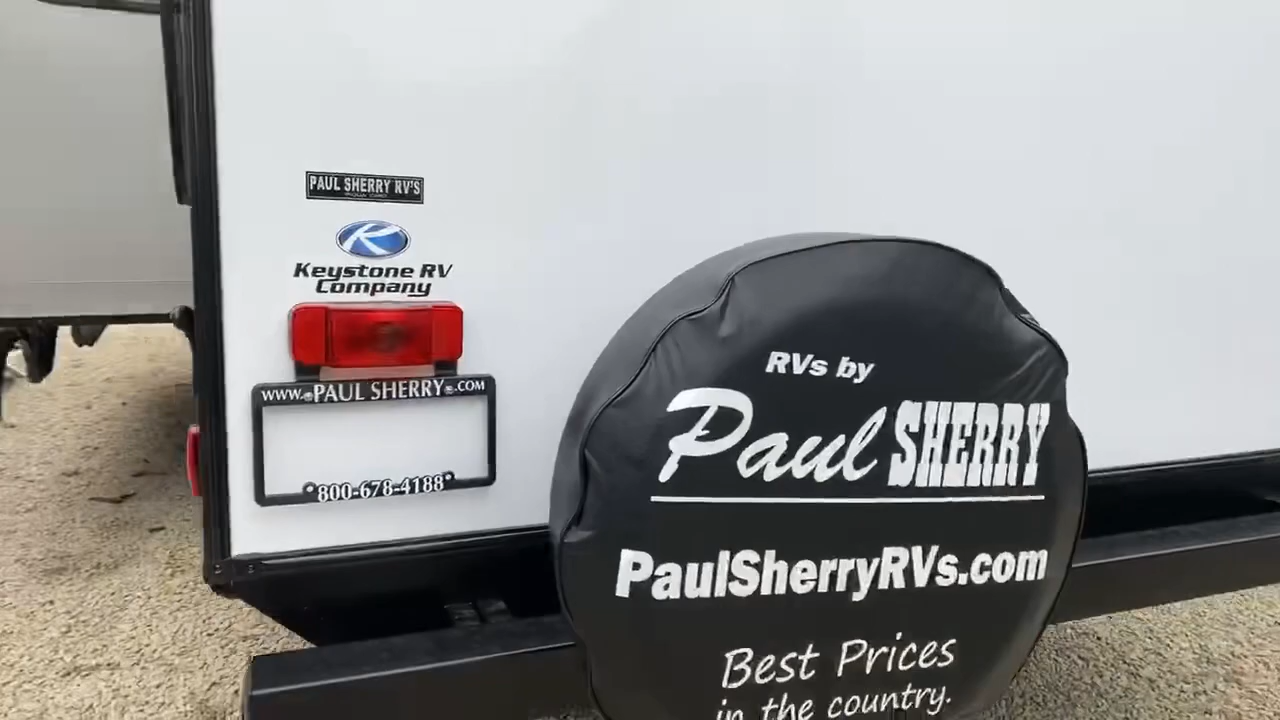 PAUL SHERRY RV'S
K
Keystone RV
Company
WWW. PAUL SHERRY .COM
800-678-4188
RVs by
Paul SHERRY
PaulSherryRVs.com
Best Prices
in the country.